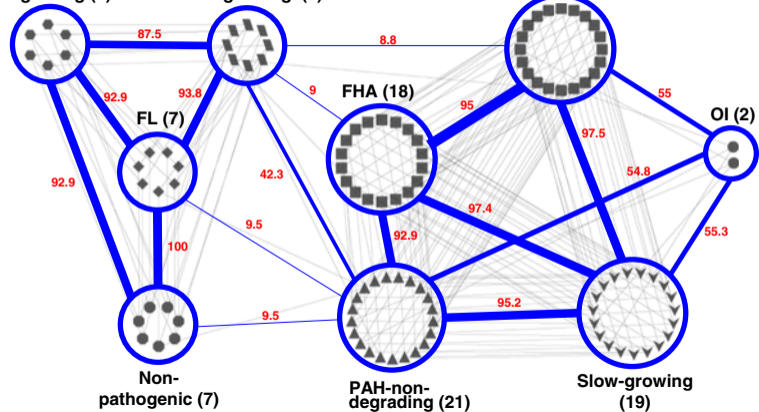 87.5
8.8
92.9
93.8
9
FHA (18)
95
55
FL (7)
OI (2)
97.5
92.9
42.3
54.8
97.4
9.5
92.9
55.3
100
95.2
9.5
Non-
pathogenic (7)
PAH-non-
degrading (21)
Slow-growing
(19)